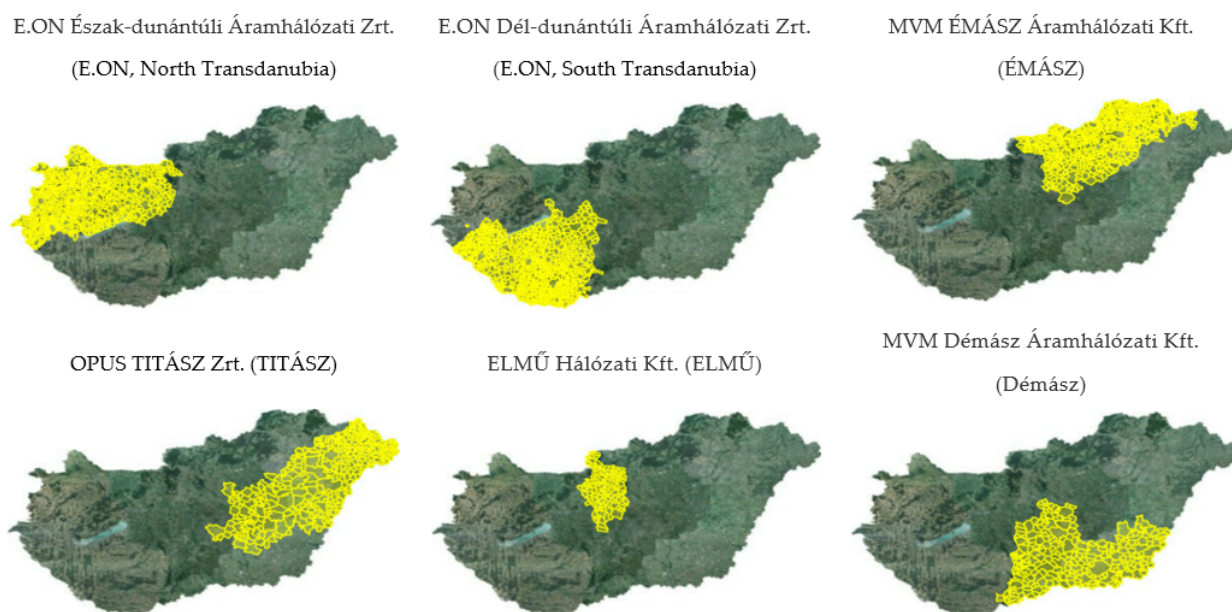 E.ON Észak-dunántúli Áramhálózati Zrt.
(E.ON, North Transdanubia)
E.ON Dél-dunántúli Áramhálózati Zrt.
(E.ON, South Transdanubia)
MVM ÉMÁSZ Áramhálózati Kft.
(ÉMÁSZ)
OPUS TITÁSZ Zrt. (TITÁSZ)
ELMŰ Hálózati Kft. (ELMŰ)
MVM Démász Áramhálózati Kft.
(Démász)